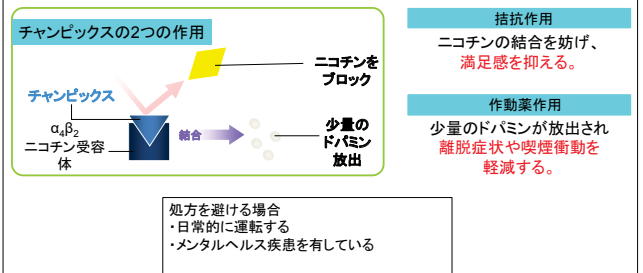 チャンピックスの2つの作用
ニコチンを
ブロック
チャンピックス
α4β2
ニコチン受容
体
結合
少量の
ドパミン
放出
拮抗作用
ニコチンの結合を妨げ、
満足感を抑える。
作動薬作用
少量のドパミンが放出され
離脱症状や喫煙衝動を
軽減する。
処方を避ける場合
・日常的に運転する
・メンタルヘルス疾患を有している